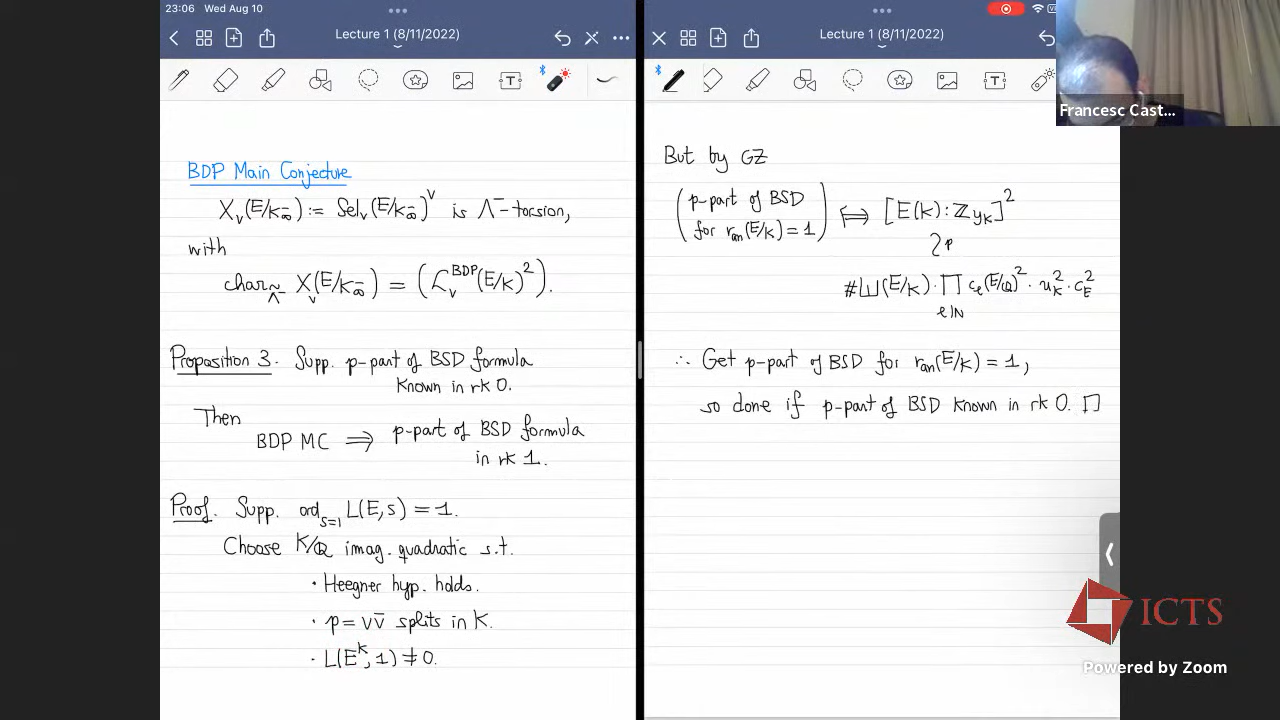 23:06 Wed Aug 10
Lecture 1 (8/11/2022)
BDP Main Conjecture
X_v(E/K_∞^-) := Sel_v(E/K_∞^-)^∨ is Λ^- -torsion,
with
char_Λ̃^- X_v(E/K_∞^-) = (ℒ_v^BDP(E/K)^2).
Proposition 3. Supp. p-part of BSD formula
known in rk 0.
Then
BDP MC ⟹ p-part of BSD formula
in rk 1.
Proof. Supp. ord_{s=1} L(E,s) = 1.
Choose K/ℚ imag. quadratic s.t.
· Heegner hyp. holds.
· p = v v̄ splits in K.
· L(E^K, 1) ≠ 0.
Lecture 1 (8/11/2022)
But by GZ
(p-part of BSD for r_an(E/K) = 1) ⟺ [E(K) : ℤ y_K]^2
~p
#Ш(E/K) · ∏_{ℓ|N} c_ℓ(E/ℚ)^2 · u_K^2 · c_E^2
∴ Get p-part of BSD for r_an(E/K) = 1,
so done if p-part of BSD known in rk 0. □
Francesc Cast...
ICTS
Powered by Zoom